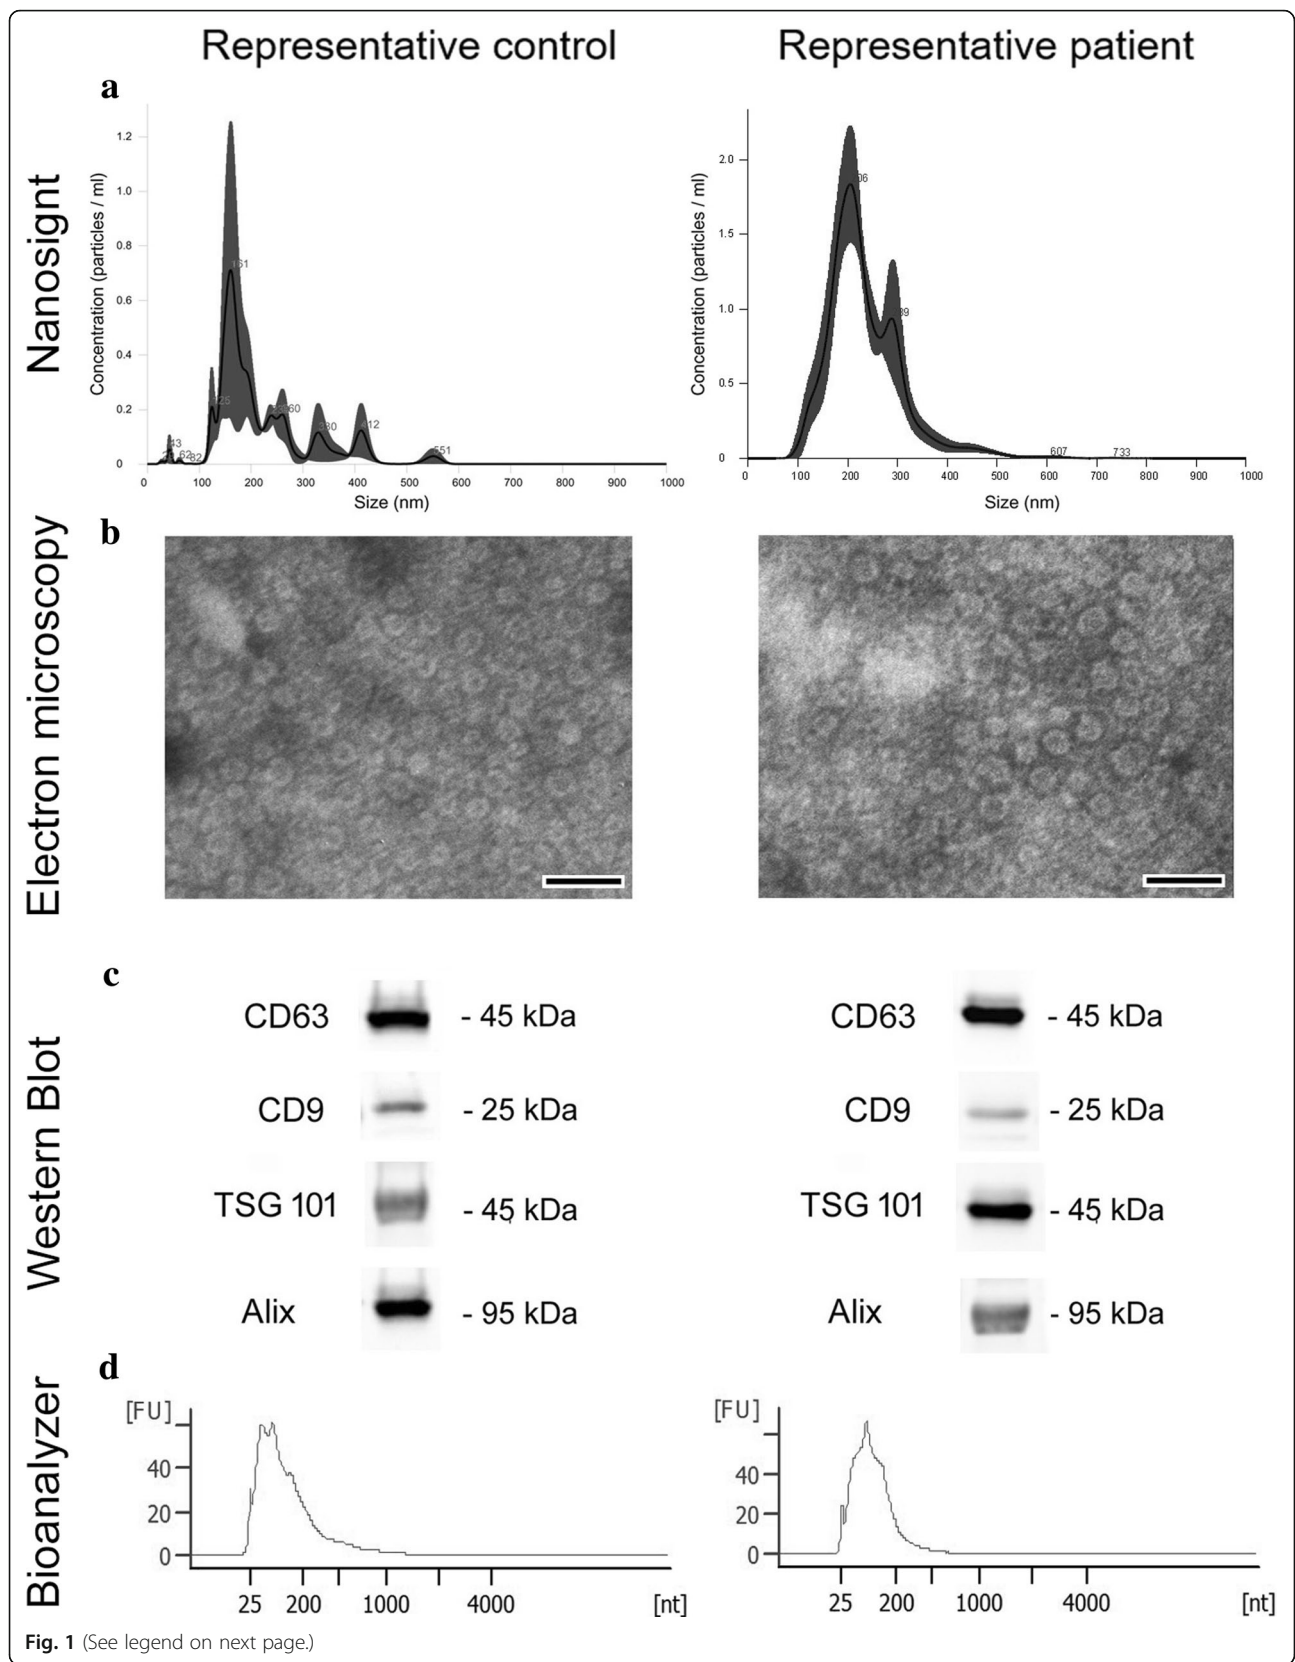 Representative control
Representative patient
a
Nanosignt
Concentration (particles / ml)
1.2
1.0
0.8
0.6
0.4
0.2
0
161
125
43
62
82
412
551
0 100 200 300 400 500 600 700 800 900 1000
Size (nm)
Concentration (particles / ml)
2.0
1.5
1.0
0.5
0
607
733
0 100 200 300 400 500 600 700 800 900 1000
Size (nm)
b
Electron microscopy
c
Western Blot
CD63 - 45 kDa
CD9 - 25 kDa
TSG 101 - 45 kDa
Alix - 95 kDa
CD63 - 45 kDa
CD9 - 25 kDa
TSG 101 - 45 kDa
Alix - 95 kDa
d
Bioanalyzer
[FU]
40
20
0
25 200 1000 4000 [nt]
[FU]
40
20
0
25 200 1000 4000 [nt]
Fig. 1 (See legend on next page.)